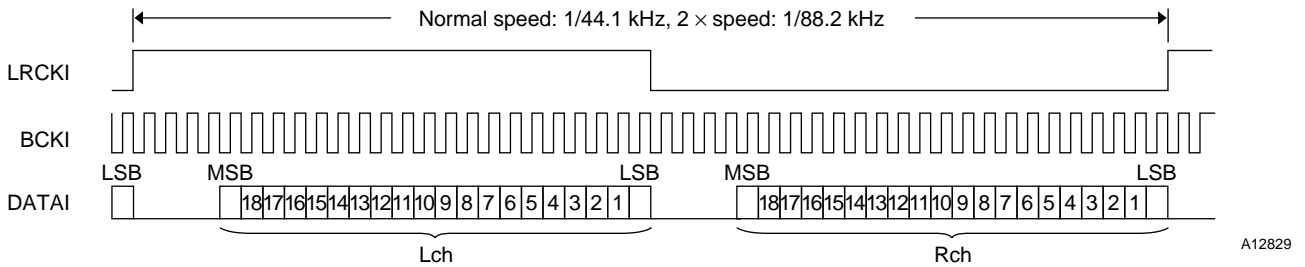 Normal speed: 1/44.1 kHz, 2 × speed: 1/88.2 kHz
LRCKI
BCKI
LSB MSB LSB MSB LSB
DATAI 18 17 16 15 14 13 12 11 10 9 8 7 6 5 4 3 2 1 18 17 16 15 14 13 12 11 10 9 8 7 6 5 4 3 2 1
Lch Rch
A12829